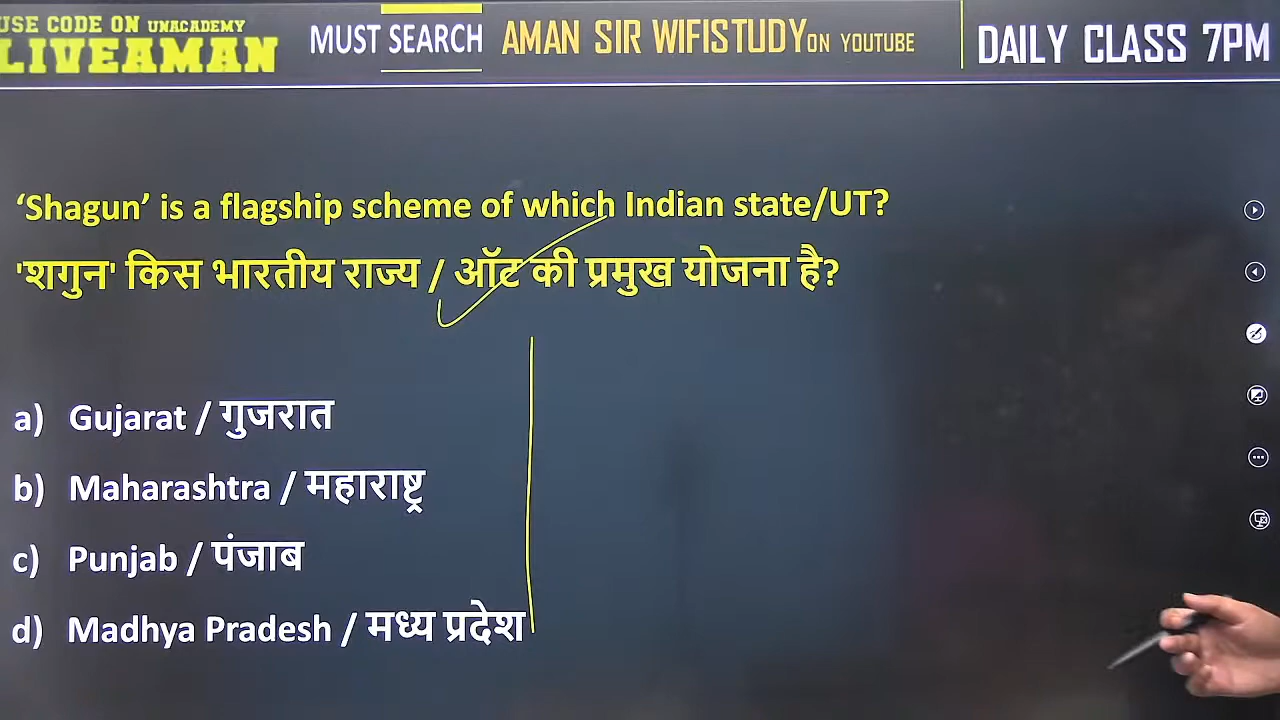 USE CODE ON UNACADEMY
LIVEAMAN
MUST SEARCH
AMAN SIR WIFISTUDY ON YOUTUBE
DAILY CLASS 7PM
‘Shagun’ is a flagship scheme of which Indian state/UT?
'शगुन' किस भारतीय राज्य / ऑट की प्रमुख योजना है?
a) Gujarat / गुजरात
b) Maharashtra / महाराष्ट्र
c) Punjab / पंजाब
d) Madhya Pradesh / मध्य प्रदेश